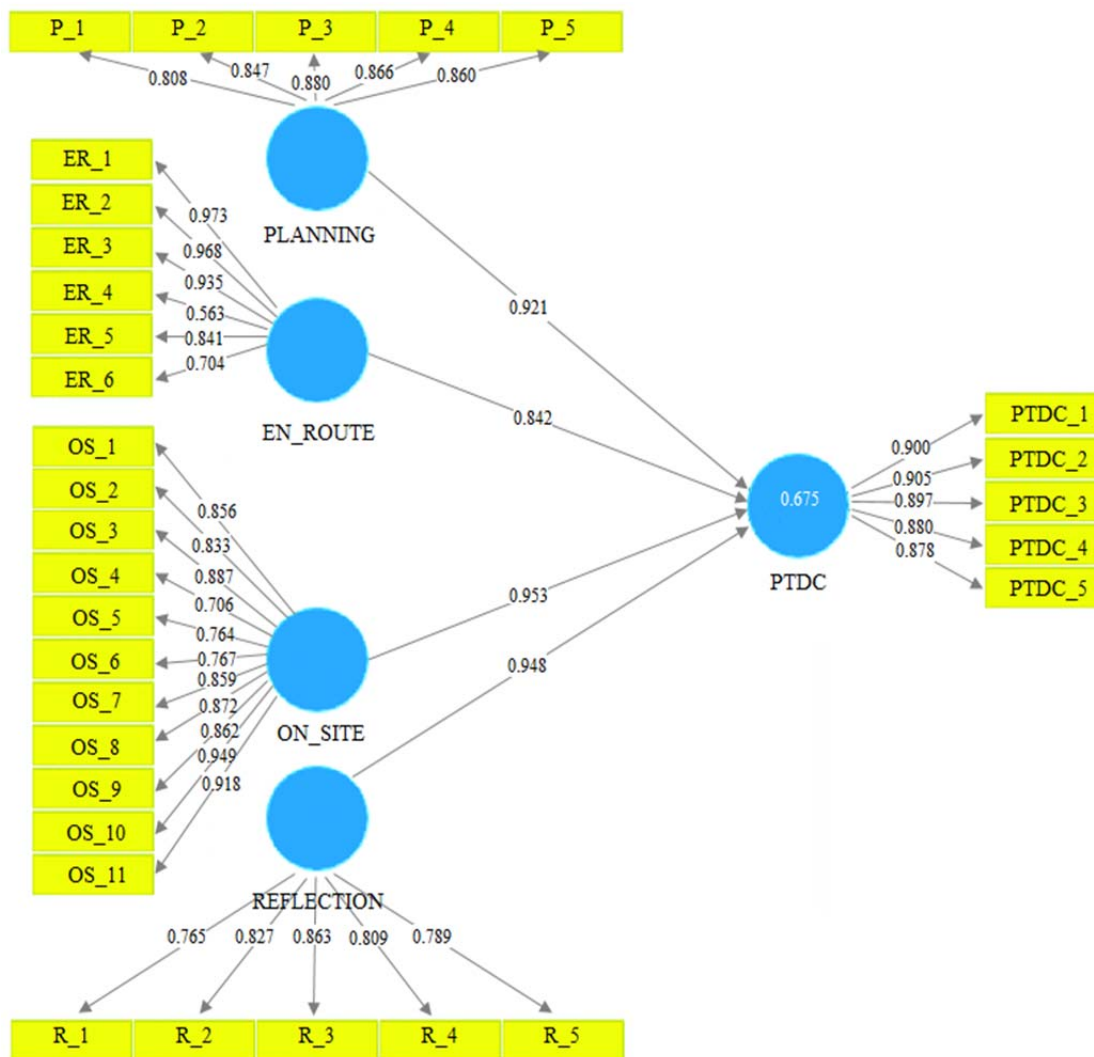 P_1 P_2 P_3 P_4 P_5
0.808 0.847 0.880 0.866 0.860
PLANNING
ER_1
ER_2
ER_3
ER_4
ER_5
ER_6
0.973
0.968
0.935
0.563
0.841
0.704
EN_ROUTE
0.921
0.842
OS_1
OS_2
OS_3
OS_4
OS_5
OS_6
OS_7
OS_8
OS_9
OS_10
OS_11
0.856
0.833
0.887
0.706
0.764
0.767
0.859
0.872
0.862
0.949
0.918
ON_SITE
0.953
0.948
0.675
PTDC
0.900
0.905
0.897
0.880
0.878
PTDC_1
PTDC_2
PTDC_3
PTDC_4
PTDC_5
REFLECTION
0.765 0.827 0.863 0.809 0.789
R_1 R_2 R_3 R_4 R_5